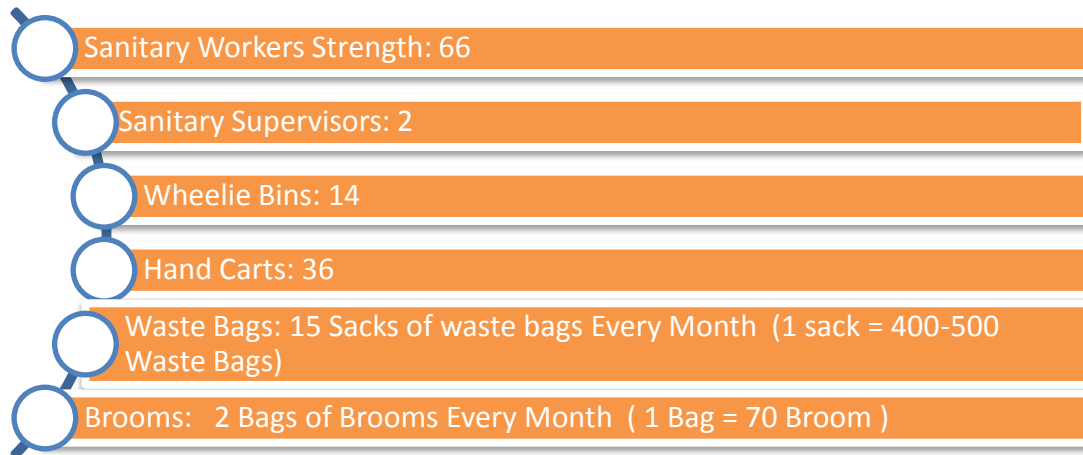 Sanitary Workers Strength: 66
Sanitary Supervisors: 2
Wheelie Bins: 14
Hand Carts: 36
Waste Bags: 15 Sacks of waste bags Every Month (1 sack = 400-500
Waste Bags)
Brooms: 2 Bags of Brooms Every Month ( 1 Bag = 70 Broom )